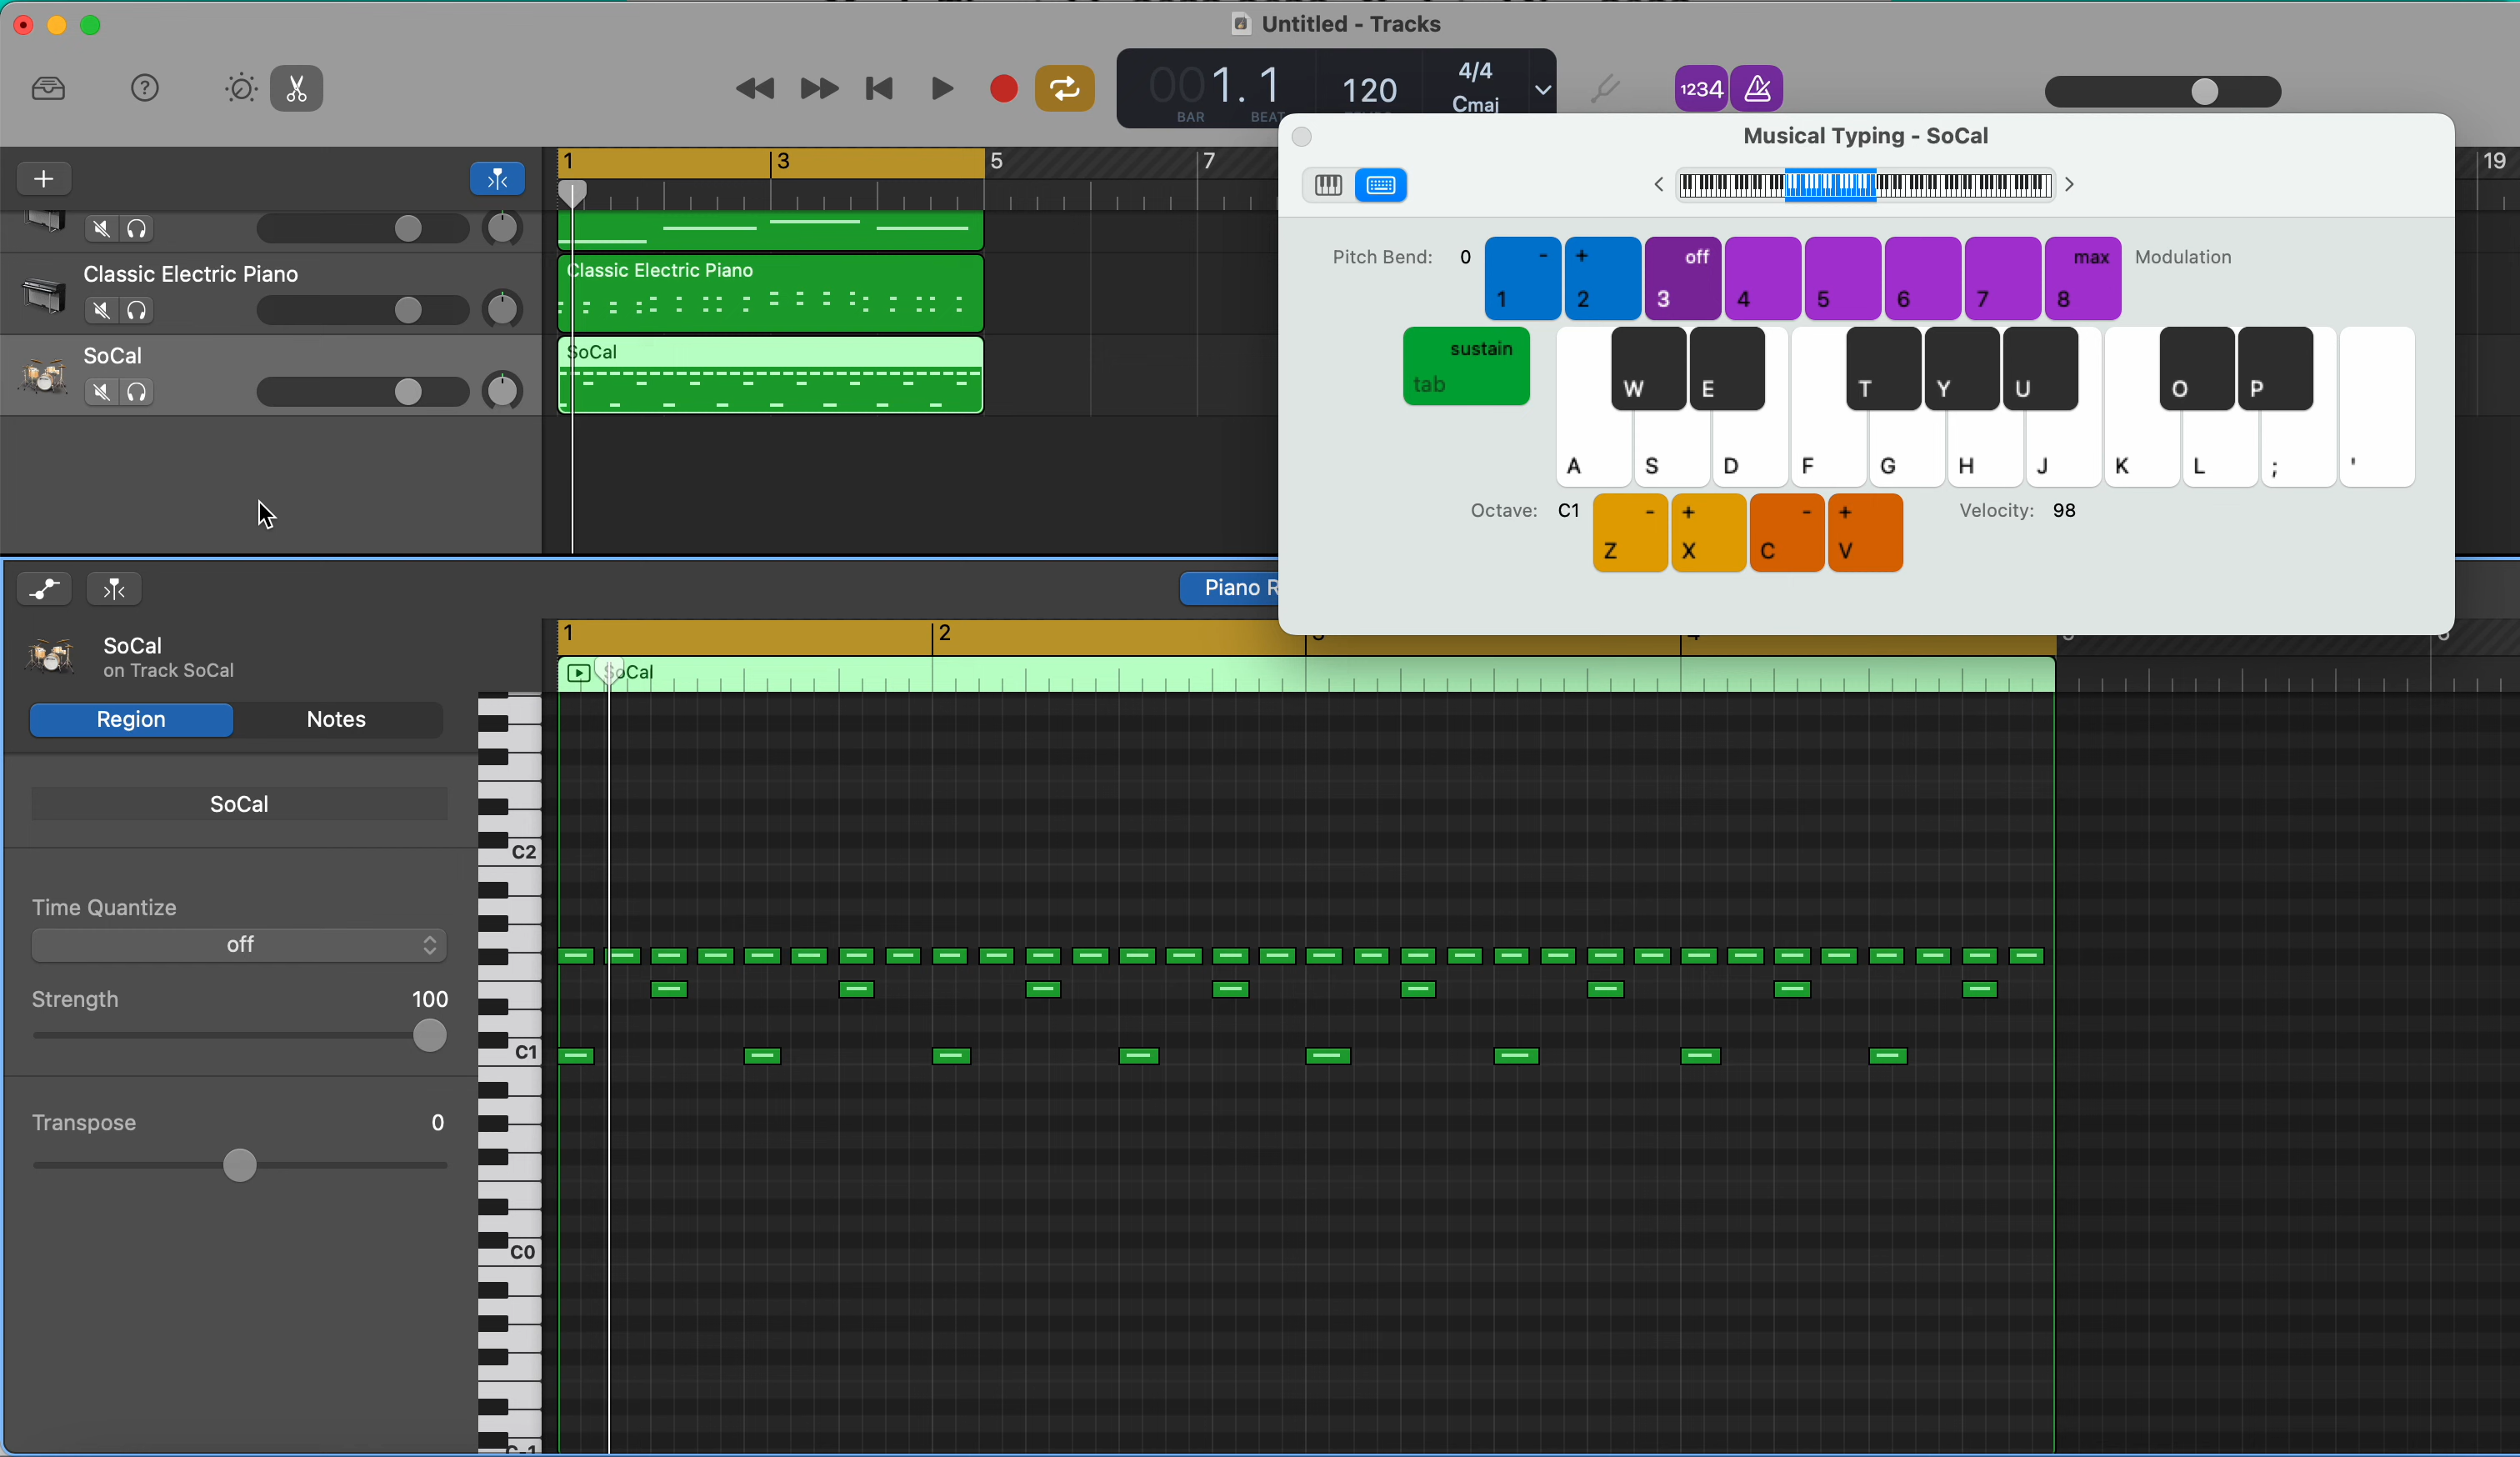 Untitled - Tracks
?
001.1
BAR
BEAT
120
4/4
Cmaj
1234
Musical Typing - SoCal
1
3
5
7
19
Pitch Bend: 0
-
1
+
2
off
3
4
5
6
7
max
8
Modulation
Classic Electric Piano
Classic Electric Piano
sustain
tab
W
E
T
Y
U
O
P
SoCal
SoCal
A
S
D
F
G
H
J
K
L
;
'
Octave: C1
-
Z
+
X
-
C
+
V
Velocity: 98
Piano R
SoCal
on Track SoCal
1
2
SoCal
Region
Notes
SoCal
C2
Time Quantize
off
Strength 100
C1
Transpose 0
C0
C-1